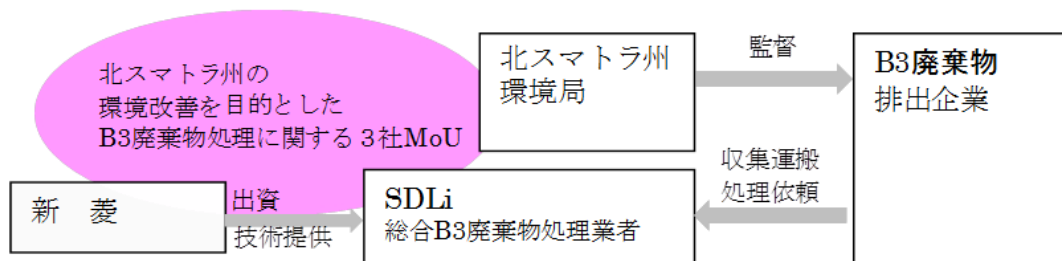 北スマトラ州の
環境改善を目的とした
B3廃棄物処理に関する３社MoU
北スマトラ州
環境局
監督
B3廃棄物
排出企業
収集運搬
処理依頼
新　菱
出資
技術提供
SDLi
総合B3廃棄物処理業者